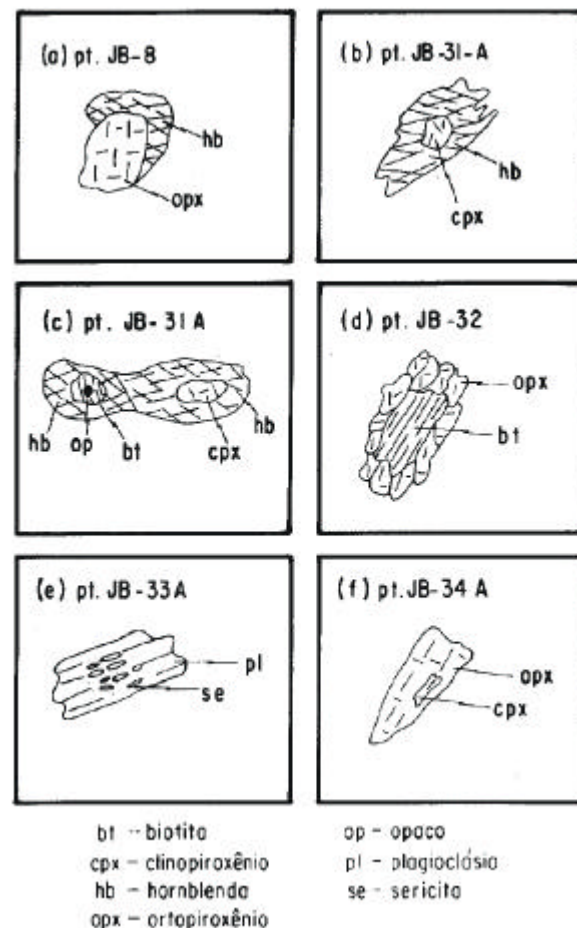 (a) pt. JB-8
hb
opx
(b) pt. JB-31-A
hb
cpx
(c) pt. JB- 31 A
hb
op
bt
cpx
hb
(d) pt. JB-32
opx
bt
(e) pt. JB-33A
pl
se
(f) pt. JB-34 A
opx
cpx
bt - biotita
cpx - clinopiroxênio
hb - hornblenda
opx - ortopiroxênio
op - opaco
pl - plagioclásio
se - sericita